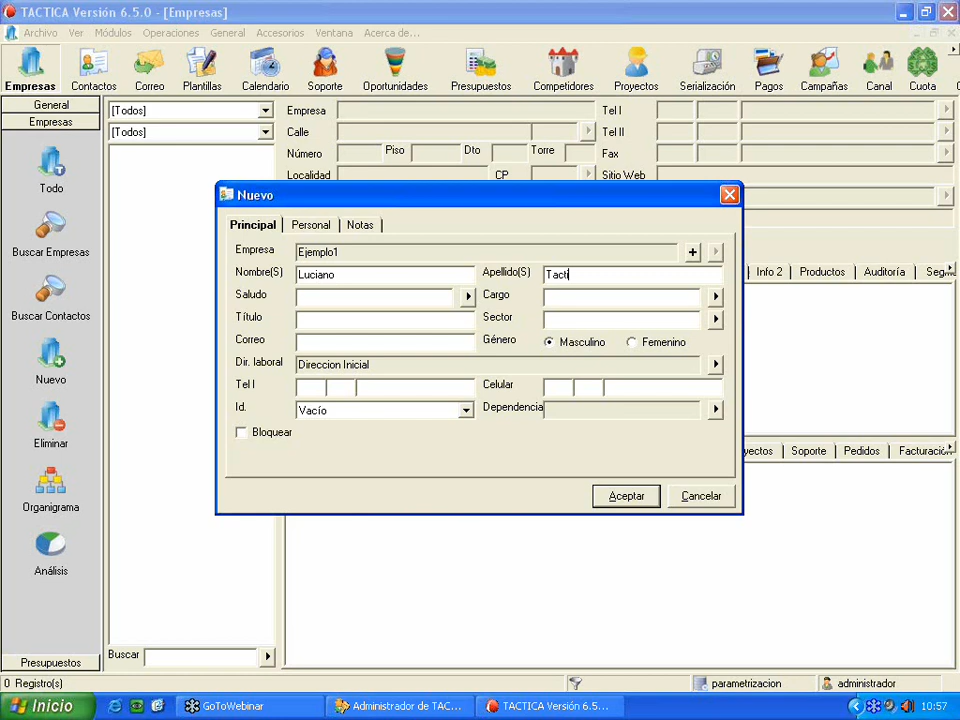 TACTICA Versión 6.5.0 - [Empresas]
Archivo Ver Módulos Operaciones General Accesorios Ventana Acerca de...
Empresas Contactos Correo Plantillas Calendario Soporte Oportunidades Presupuestos Competidores Proyectos Serialización Pagos Campañas Canal Cuota
General
Empresas
Todo
Buscar Empresas
Buscar Contactos
Nuevo
Eliminar
Organigrama
Análisis
Presupuestos
[Todos]
[Todos]
Buscar
Empresa
Calle
Número Piso Dto Torre
Localidad CP
Tel I
Tel II
Fax
Sitio Web
Info 2 Productos Auditoría
yectos Soporte Pedidos
Nuevo
Principal Personal Notas
Empresa Ejemplo1 +
Nombre(S) Luciano Apellido(S) Tacti
Saludo Cargo
Título Sector
Correo Género Masculino Femenino
Dir. laboral Direccion Inicial
Tel I Celular
Id. Vacío Dependencia
Bloquear
Aceptar Cancelar
0 Registro(s) parametrizacion administrador
Inicio GoToWebinar Administrador de TAC... TACTICA Versión 6.5... 10:57